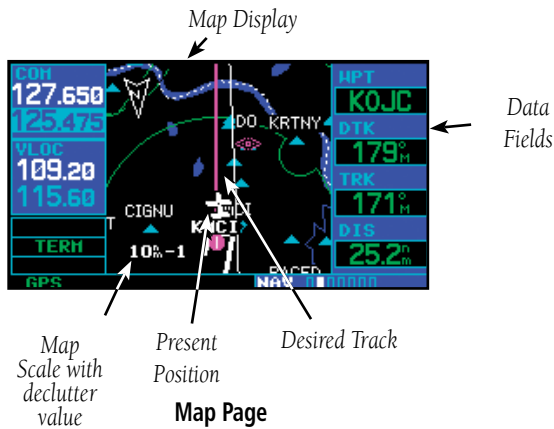 Map Display
COM
127.650
125.475
VLOC
109.20
115.60
TERM
GPS
DO
KRTNY
CIGNU
T
KMCI
10nm-1
NAV
WPT
KOJC
DTK
179°M
TRK
171°M
DIS
25.2nm
Data
Fields
Map
Scale with
declutter
value
Present
Position
Desired Track
Map Page